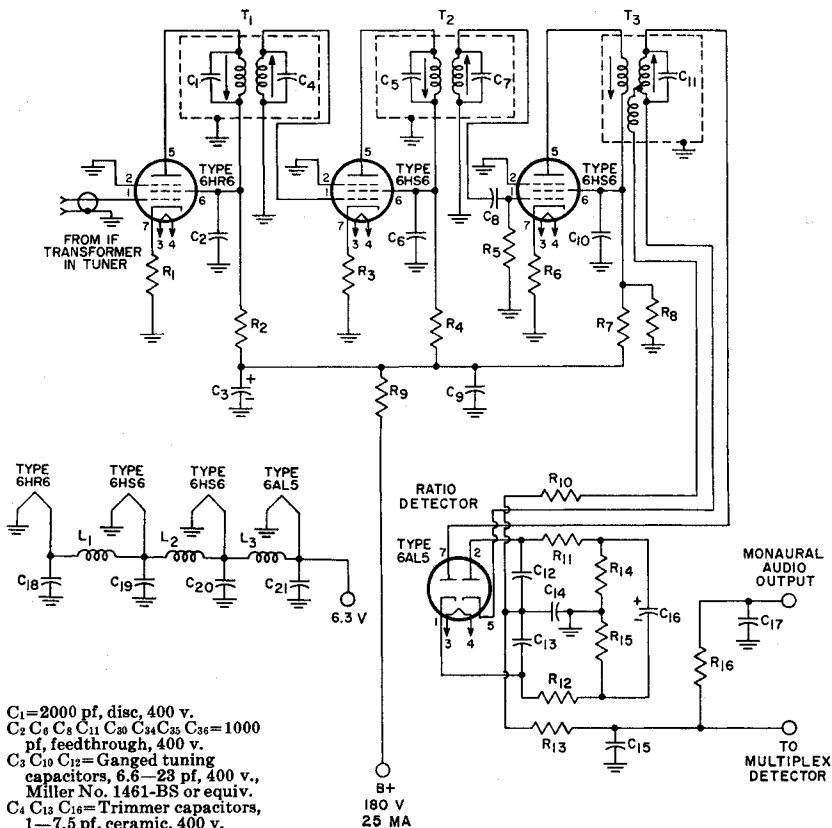 T1
T2
T3
C1
C4
C5
C7
C11
5
5
5
2
1
TYPE
6HR6
6
7
3 4
C2
2
1
TYPE
6HS6
6
7
3 4
C6
C8
2
1
TYPE
6HS6
6
7
3 4
C10
FROM IF
TRANSFORMER
IN TUNER
R1
R3
R5
R6
R2
R4
R7
R8
C3
+
-
R9
C9
TYPE
6HR6
TYPE
6HS6
TYPE
6HS6
TYPE
6AL5
L1
L2
L3
C18
C19
C20
C21
6.3 V
RATIO
DETECTOR
R10
TYPE
6AL5
7
2
1
3
4
5
R11
C12
C14
R14
C13
R15
+
-
C16
R12
R13
C15
MONAURAL
AUDIO
OUTPUT
C17
R16
TO
MULTIPLEX
DETECTOR
B+
180 V
25 MA
C1=2000 pf, disc, 400 v.
C2 C6 C8 C11 C30 C34 C35 C36=1000
pf, feedthrough, 400 v.
C3 C10 C12=Ganged tuning
capacitors, 6.6—23 pf, 400 v.,
Miller No. 1461-BS or equiv.
C4 C13 C16=Trimmer capacitors,
1—7.5 pf, ceramic, 400 v.